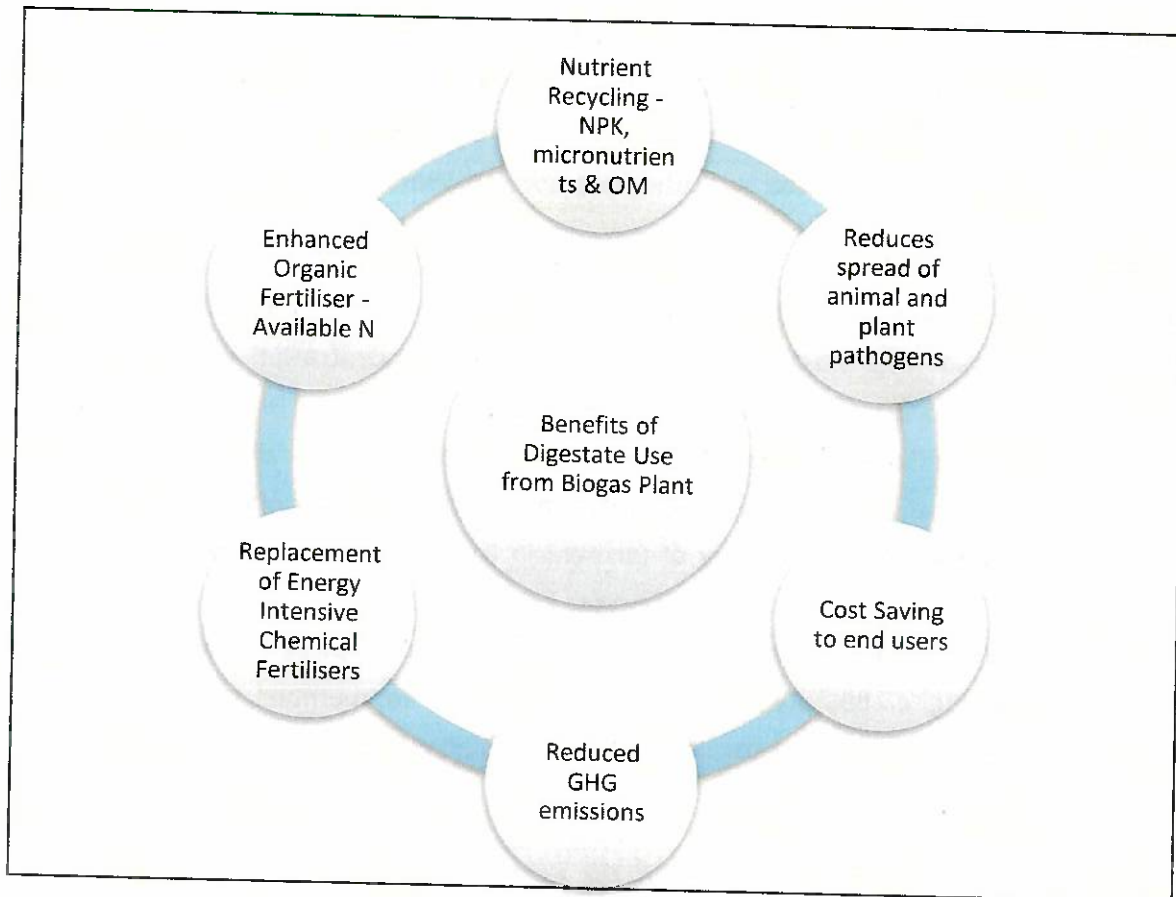 Nutrient
Recycling -
NPK,
micronutrien
ts & OM
Reduces
spread of
animal and
plant
pathogens
Cost Saving
to end users
Reduced
GHG
emissions
Replacement
of Energy
Intensive
Chemical
Fertilisers
Enhanced
Organic
Fertiliser -
Available N
Benefits of
Digestate Use
from Biogas Plant